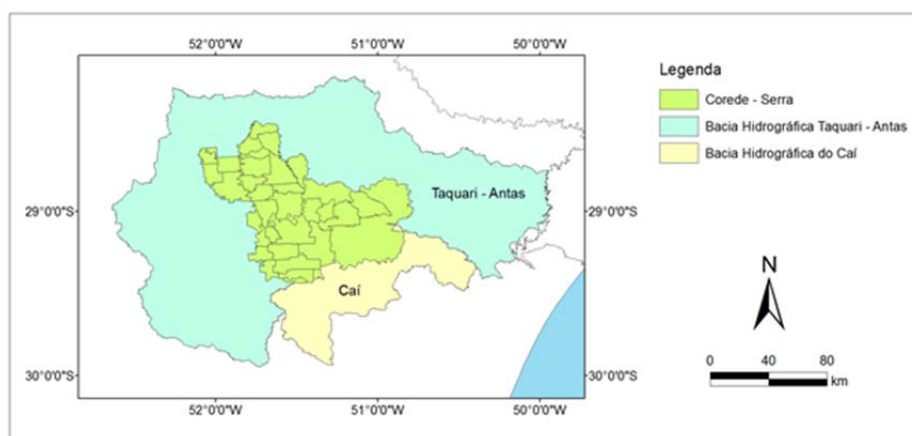 52°0'0"W 51°0'0"W 50°0'0"W
Legenda
Corede - Serra
Bacia Hidrográfica Taquari - Antas
Bacia Hidrográfica do Caí
Taquari - Antas
29°0'0"S 29°0'0"S
N
Caí
0 40 80
km
30°0'0"S 30°0'0"S
52°0'0"W 51°0'0"W 50°0'0"W